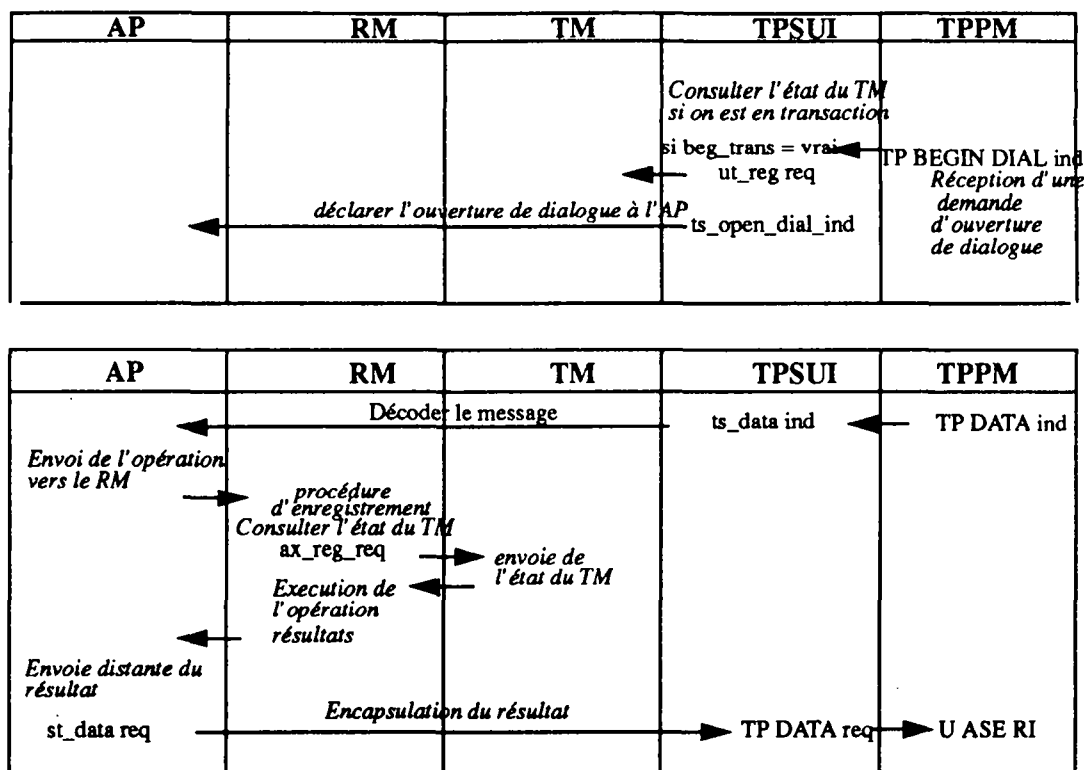 AP RM TM TPSUI TPPM
Consulter l'état du TM
si on est en transaction
si beg_trans = vrai
TP BEGIN DIAL ind
ut_reg req
Réception d'une
demande
d'ouverture
de dialogue
déclarer l'ouverture de dialogue à l'AP
ts_open_dial_ind
AP RM TM TPSUI TPPM
Décoder le message
ts_data ind
TP DATA ind
Envoi de l'opération
vers le RM
procédure
d'enregistrement
Consulter l'état du TM
ax_reg_req
envoie de
l'état du TM
Execution de
l'opération
résultats
Envoie distante du
résultat
st_data req
Encapsulation du résultat
TP DATA req
U ASE RI